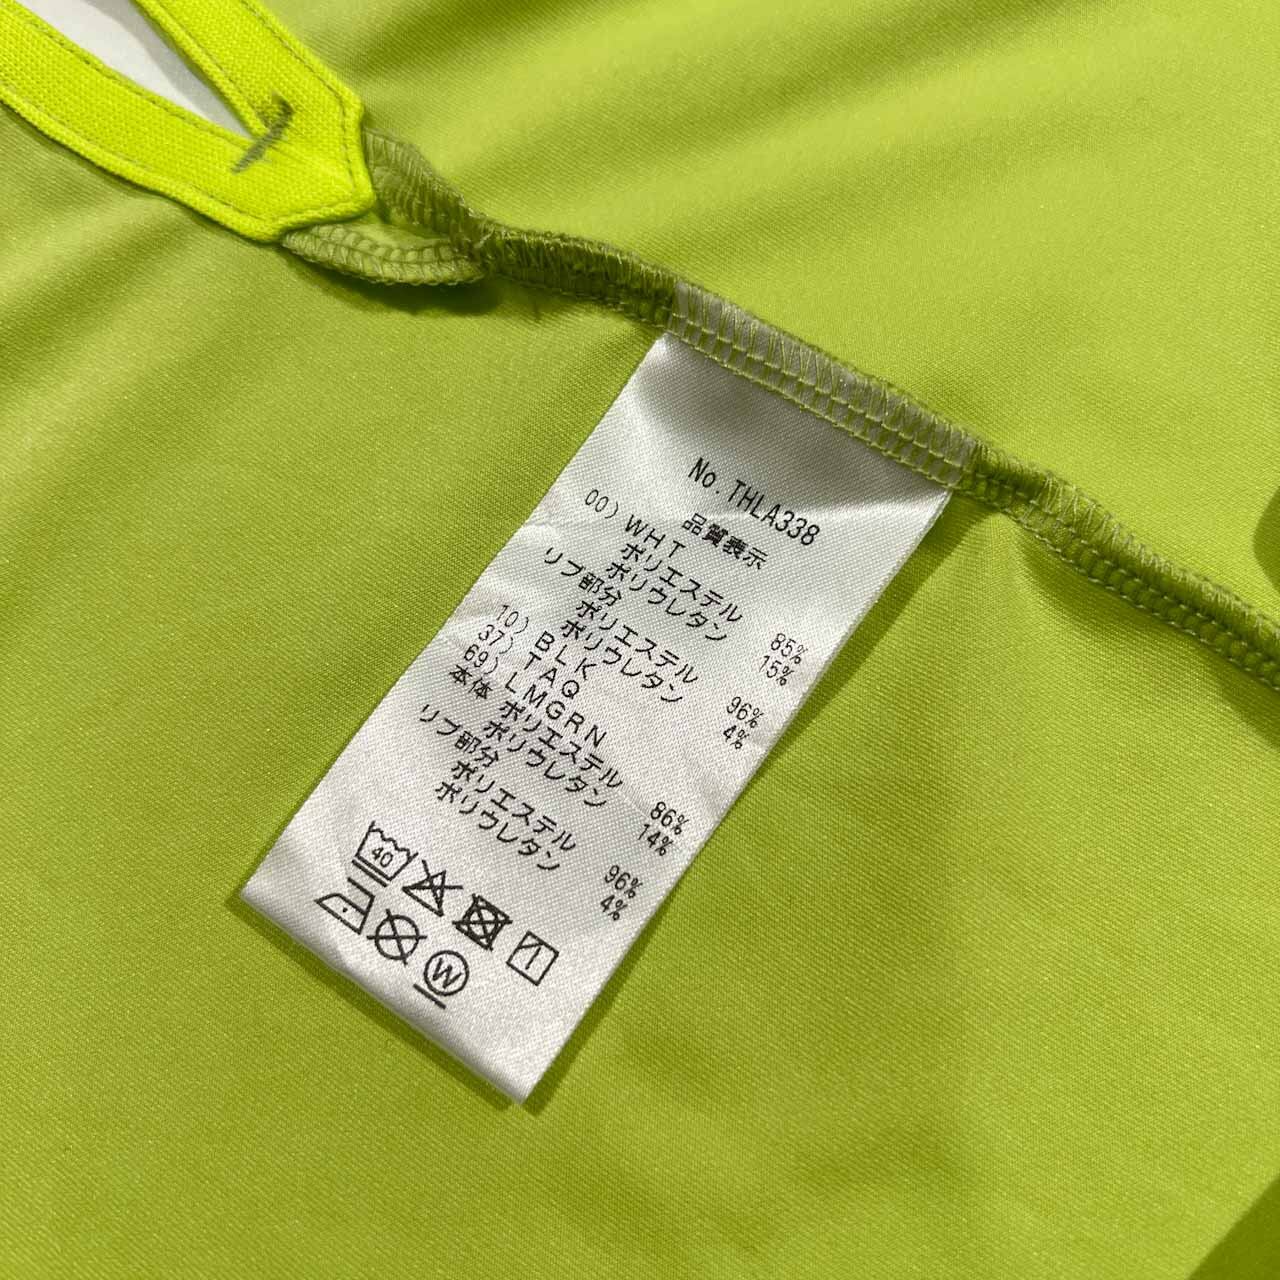 No.THLA338
品質表示
00) WHT
ポリエステル 85%
ポリウレタン 15%
リブ部分
ポリエステル 96%
ポリウレタン 4%
10) BLK
37) TAQ
69) LMGRN
本体 ポリエステル 86%
ポリウレタン 14%
リブ部分
ポリエステル 96%
ポリウレタン 4%
40
W